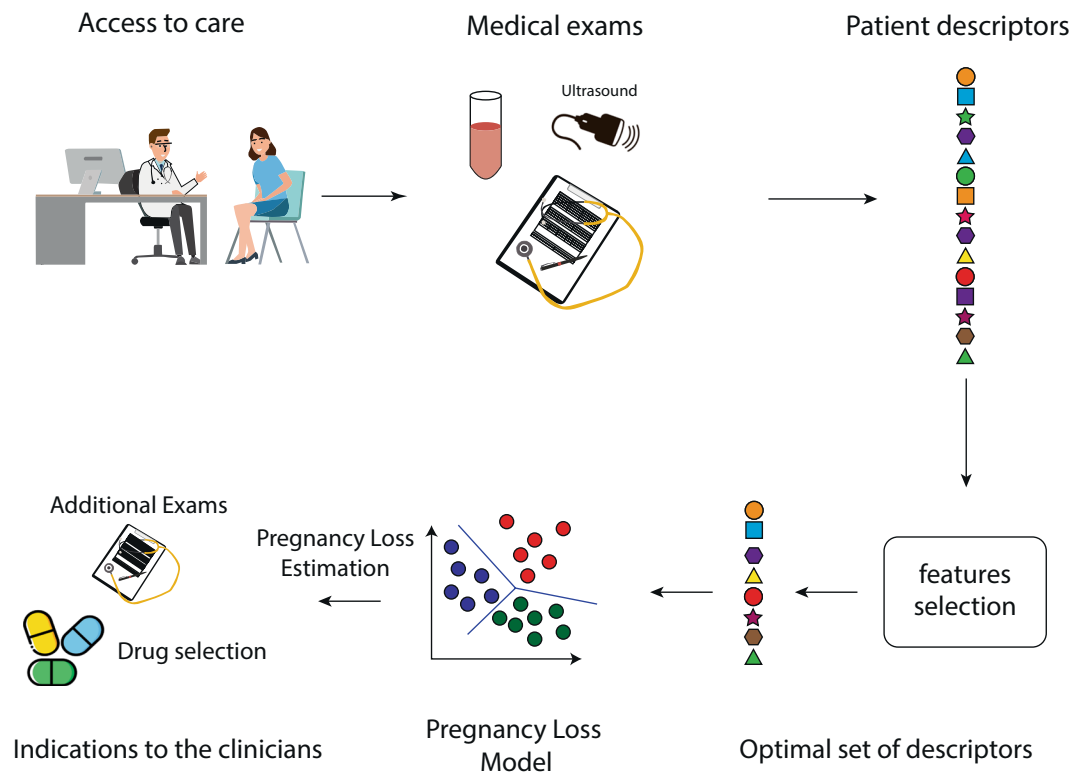 Access to care
Medical exams
Patient descriptors
Ultrasound
features
selection
Optimal set of descriptors
Pregnancy Loss
Estimation
Pregnancy Loss
Model
Additional Exams
Drug selection
Indications to the clinicians